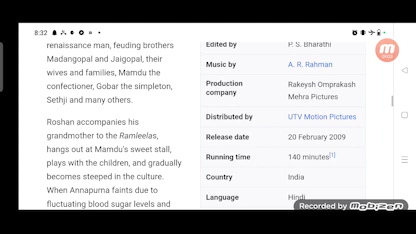 8:32
renaissance man, feuding brothers
Madangopal and Jaigopal, their
wives and families, Mamdu the
confectioner, Gobar the simpleton,
Sethji and many others.
Roshan accompanies his
grandmother to the Ramleelas,
hangs out at Mamdu's sweet stall,
plays with the children, and gradually
becomes steeped in the culture.
When Annapurna faints due to
fluctuating blood sugar levels and
Edited by P. S. Bharathi
Music by A. R. Rahman
Production company Rakeysh Omprakash Mehra Pictures
Distributed by UTV Motion Pictures
Release date 20 February 2009
Running time 140 minutes[1]
Country India
Language Hindi
Recorded by Mobizen